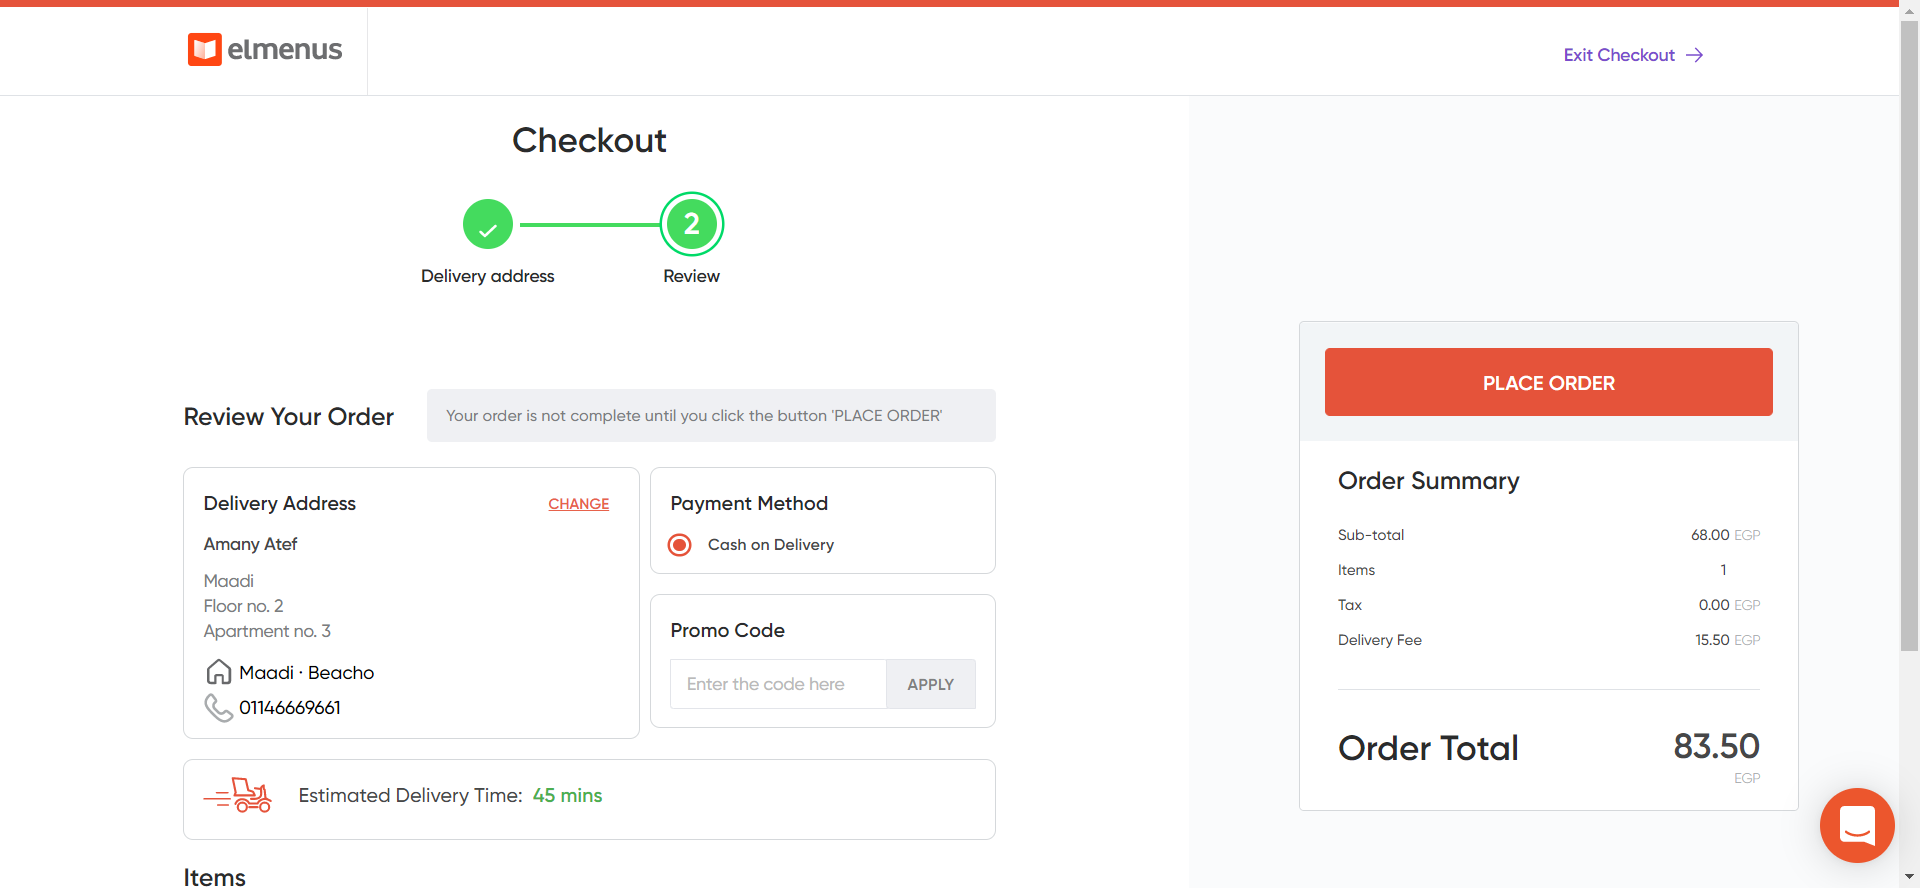 elmenus
Exit Checkout
Checkout
2
Delivery address
Review
Review Your Order
Your order is not complete until you click the button 'PLACE ORDER'
Delivery Address
CHANGE
Amany Atef
Maadi
Floor no. 2
Apartment no. 3
Maadi · Beacho
01146669661
Payment Method
Cash on Delivery
Promo Code
Enter the code here
APPLY
Estimated Delivery Time: 45 mins
Items
PLACE ORDER
Order Summary
Sub-total 68.00 EGP
Items 1
Tax 0.00 EGP
Delivery Fee 15.50 EGP
Order Total 83.50
EGP